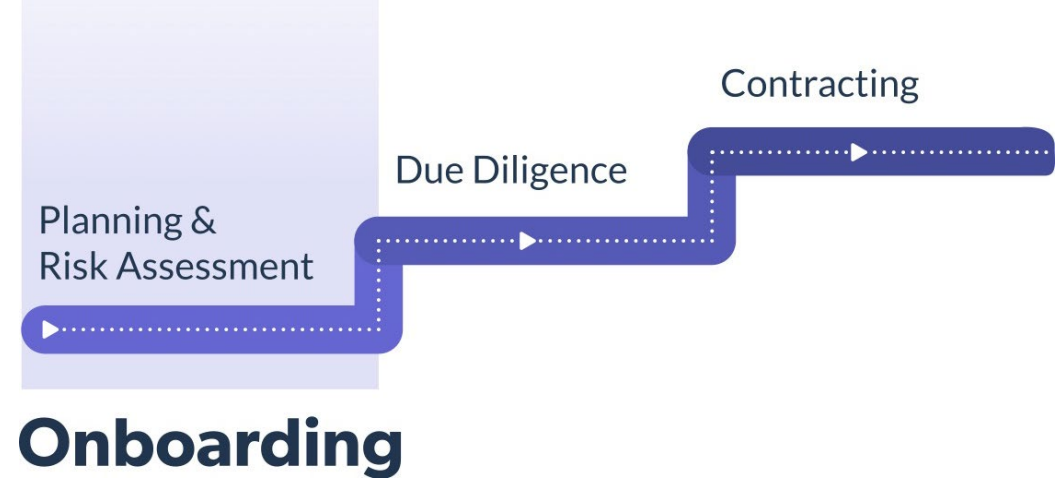 Planning &
Risk Assessment
Due Diligence
Contracting
Onboarding